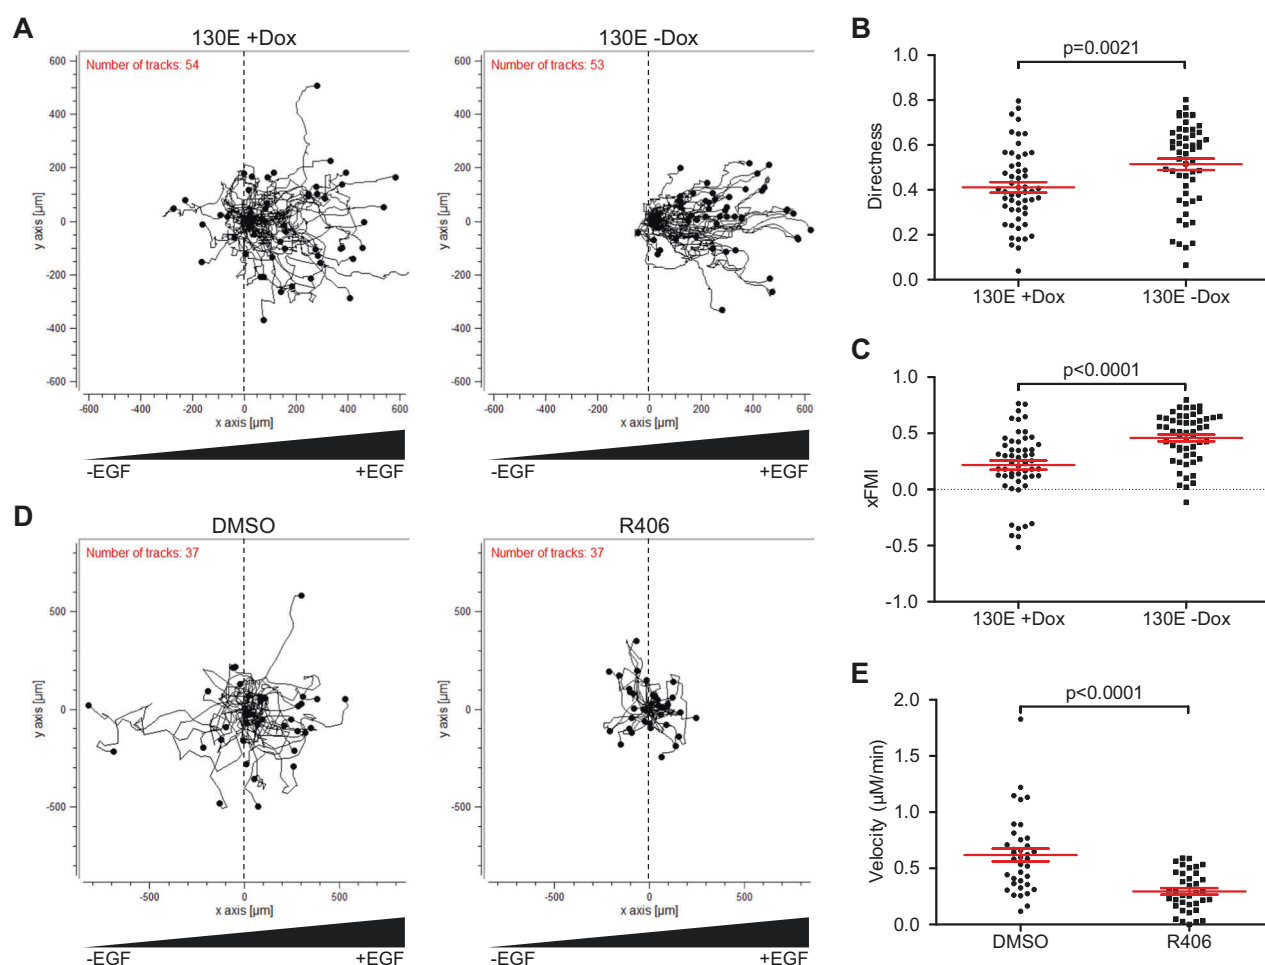 A
130E +Dox
Number of tracks: 54
600
400
200
0
-200
-400
-600
y axis [µm]
-600 -400 -200 0 200 400 600
x axis [µm]
-EGF +EGF
130E -Dox
Number of tracks: 53
600
400
200
0
-200
-400
-600
y axis [µm]
-600 -400 -200 0 200 400 600
x axis [µm]
-EGF +EGF
B
p=0.0021
1.0
0.8
0.6
0.4
0.2
0.0
Directness
130E +Dox 130E -Dox
C
p<0.0001
1.0
0.5
0.0
-0.5
-1.0
xFMI
130E +Dox 130E -Dox
D
DMSO
Number of tracks: 37
500
0
-500
y axis [µm]
-500 0 500
x axis [µm]
-EGF +EGF
R406
Number of tracks: 37
500
0
-500
y axis [µm]
-500 0 500
x axis [µm]
-EGF +EGF
E
p<0.0001
2.0
1.5
1.0
0.5
0.0
Velocity (µM/min)
DMSO R406